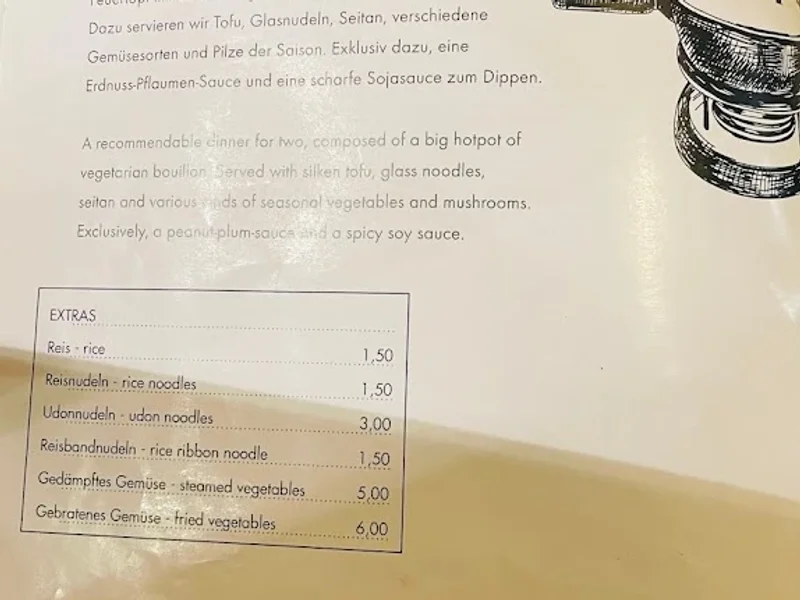 Dazu servieren wir Tofu, Glasnudeln, Seitan, verschiedene
Gemüsesorten und Pilze der Saison. Exklusiv dazu, eine
Erdnuss-Pflaumen-Sauce und eine scharfe Sojasauce zum Dippen.
A recommendable dinner for two, composed of a big hotpot of
vegetarian bouillon. Served with silken tofu, glass noodles,
seitan and various kinds of seasonal vegetables and mushrooms.
Exclusively, a peanut-plum-sauce and a spicy soy sauce.
EXTRAS
Reis - rice 1,50
Reisnudeln - rice noodles 1,50
Udonnudeln - udon noodles 3,00
Reisbandnudeln - rice ribbon noodle 1,50
Gedämpftes Gemüse - steamed vegetables 5,00
Gebratenes Gemüse - fried vegetables 6,00